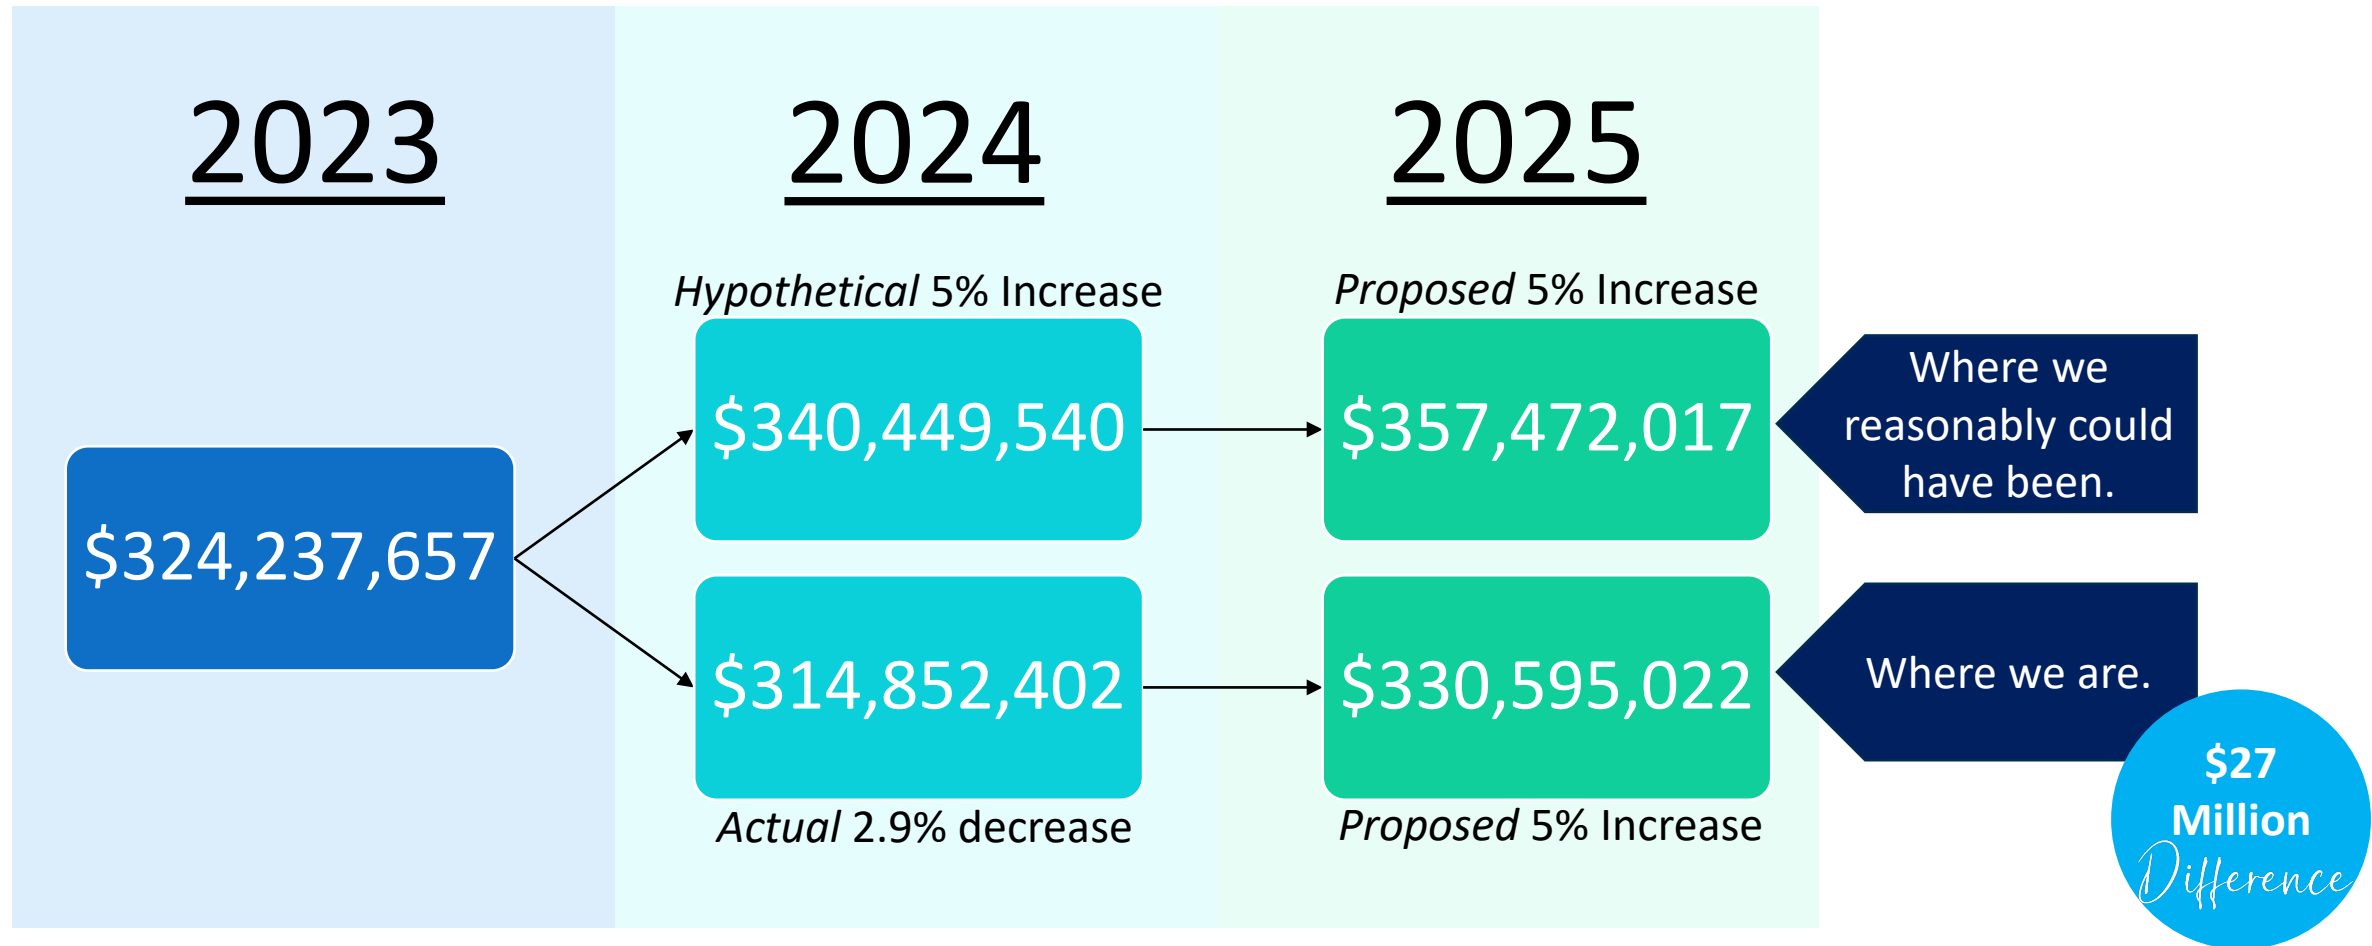 2023
2024
2025
Hypothetical 5% Increase
Proposed 5% Increase
$324,237,657
$340,449,540
$357,472,017
Where we
reasonably could
have been.
$314,852,402
$330,595,022
Where we are.
Actual 2.9% decrease
Proposed 5% Increase
$27
Million
Difference